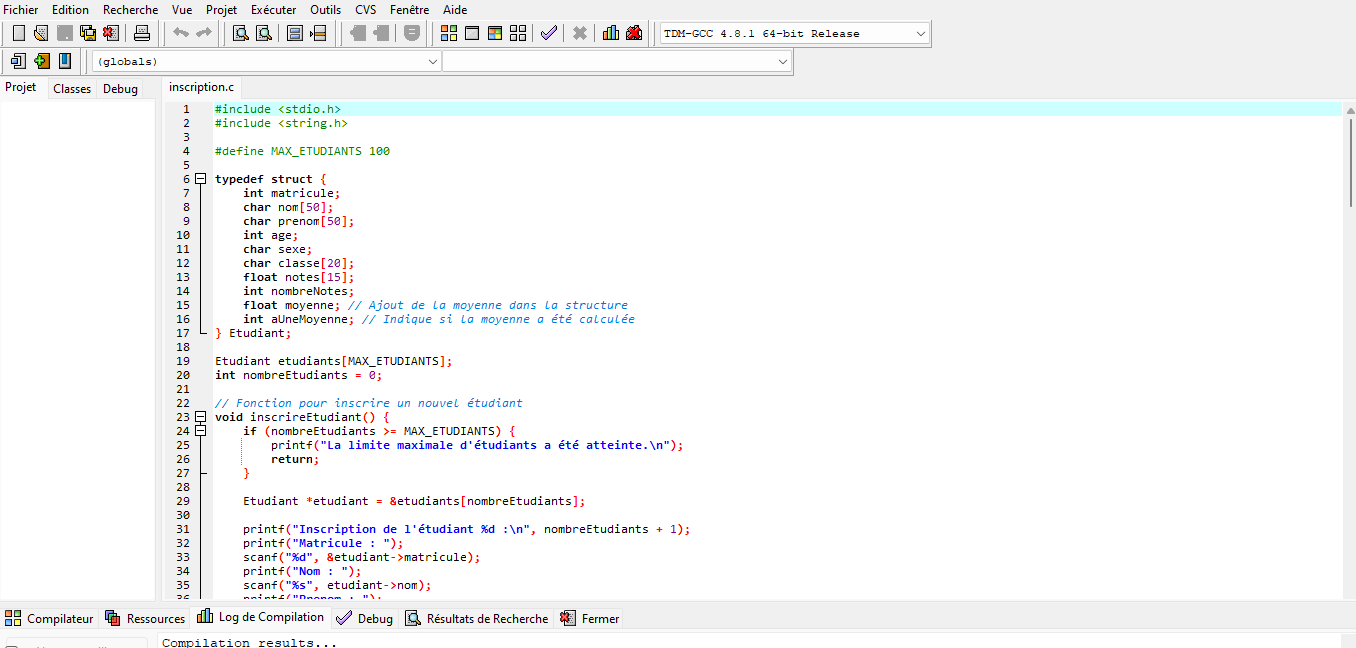 Fichier Edition Recherche Vue Projet Exécuter Outils CVS Fenêtre Aide
TDM-GCC 4.8.1 64-bit Release
(globals)
Projet Classes Debug inscription.c
1 #include <stdio.h>
2 #include <string.h>
3
4 #define MAX_ETUDIANTS 100
5
6 typedef struct {
7 int matricule;
8 char nom[50];
9 char prenom[50];
10 int age;
11 char sexe;
12 char classe[20];
13 float notes[15];
14 int nombreNotes;
15 float moyenne; // Ajout de la moyenne dans la structure
16 int aUneMoyenne; // Indique si la moyenne a été calculée
17 } Etudiant;
18
19 Etudiant etudiants[MAX_ETUDIANTS];
20 int nombreEtudiants = 0;
21
22 // Fonction pour inscrire un nouvel étudiant
23 void inscrireEtudiant() {
24 if (nombreEtudiants >= MAX_ETUDIANTS) {
25 printf("La limite maximale d'étudiants a été atteinte.\n");
26 return;
27 }
28
29 Etudiant *etudiant = &etudiants[nombreEtudiants];
30
31 printf("Inscription de l'étudiant %d :\n", nombreEtudiants + 1);
32 printf("Matricule : ");
33 scanf("%d", &etudiant->matricule);
34 printf("Nom : ");
35 scanf("%s", etudiant->nom);
36 printf("Prenom : ");
Compilateur Ressources Log de Compilation Debug Résultats de Recherche Fermer
Compilation results...